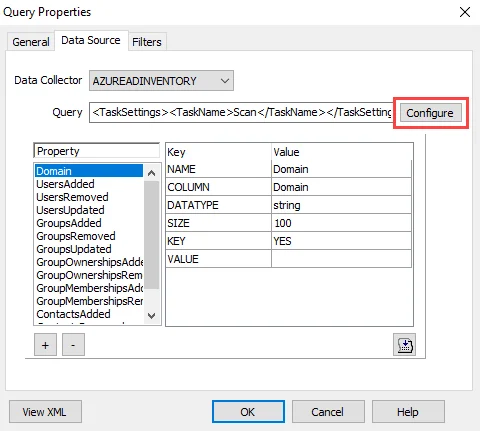 Query Properties
General Data Source Filters
Data Collector AZUREADINVENTORY
Query <TaskSettings><TaskName>Scan</TaskName></TaskSetting Configure
Property
Domain
UsersAdded
UsersRemoved
UsersUpdated
GroupsAdded
GroupsRemoved
GroupsUpdated
GroupOwnershipsAdde
GroupOwnershipsRem
GroupMembershipsAdd
GroupMembershipsRer
ContactsAdded
Key Value
NAME Domain
COLUMN Domain
DATATYPE string
SIZE 100
KEY YES
VALUE
+ -
View XML OK Cancel Help